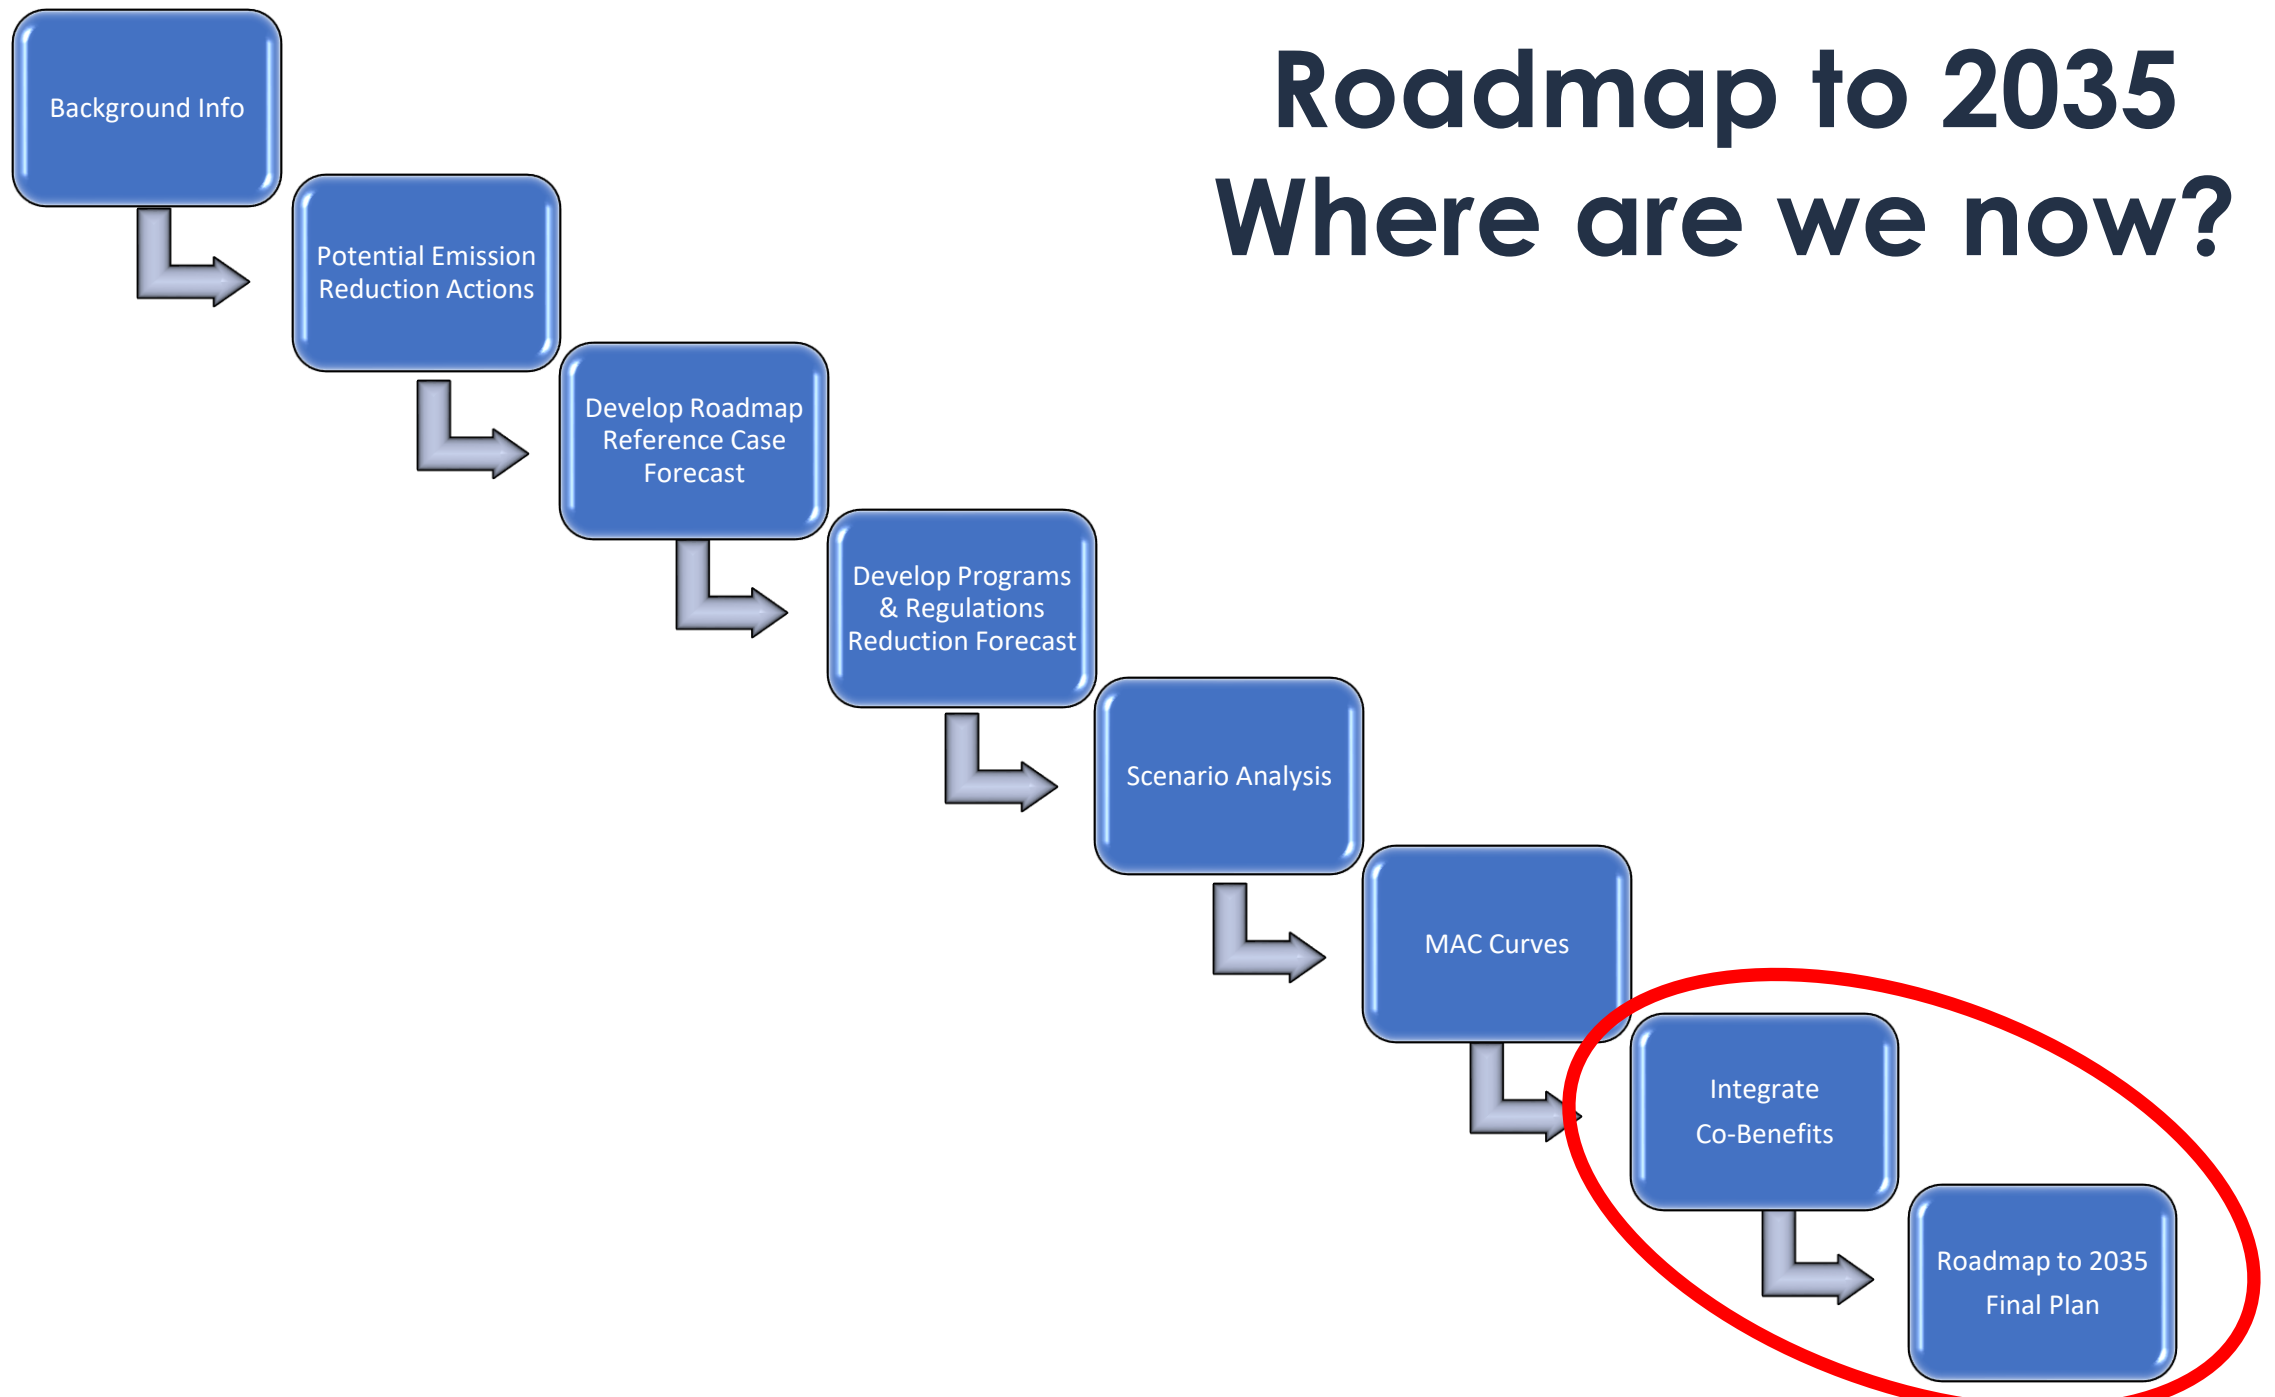 Roadmap to 2035
Where are we now?
Background Info
Potential Emission
Reduction Actions
Develop Roadmap
Reference Case
Forecast
Develop Programs
& Regulations
Reduction Forecast
Scenario Analysis
MAC Curves
Integrate
Co-Benefits
Roadmap to 2035
Final Plan